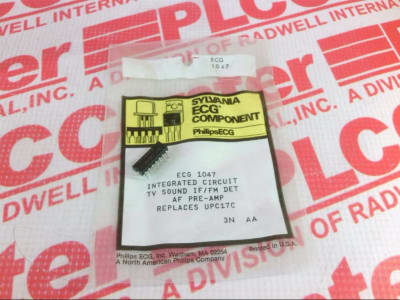 ECG
1047
SYLVANIA
ECG®
COMPONENT
PhilipsECG
ECG 1047
INTEGRATED CIRCUIT
TV SOUND IF/FM DET
AF PRE-AMP
REPLACES UPC17C
3N AA
Philips ECG, Inc. Waltham, MA 02254
A North American Philips Company
Printed in U.S.A.
PLC
RADWELL INTERNATIONAL
, INC.
A DIVISION OF RADWELL INTERNA